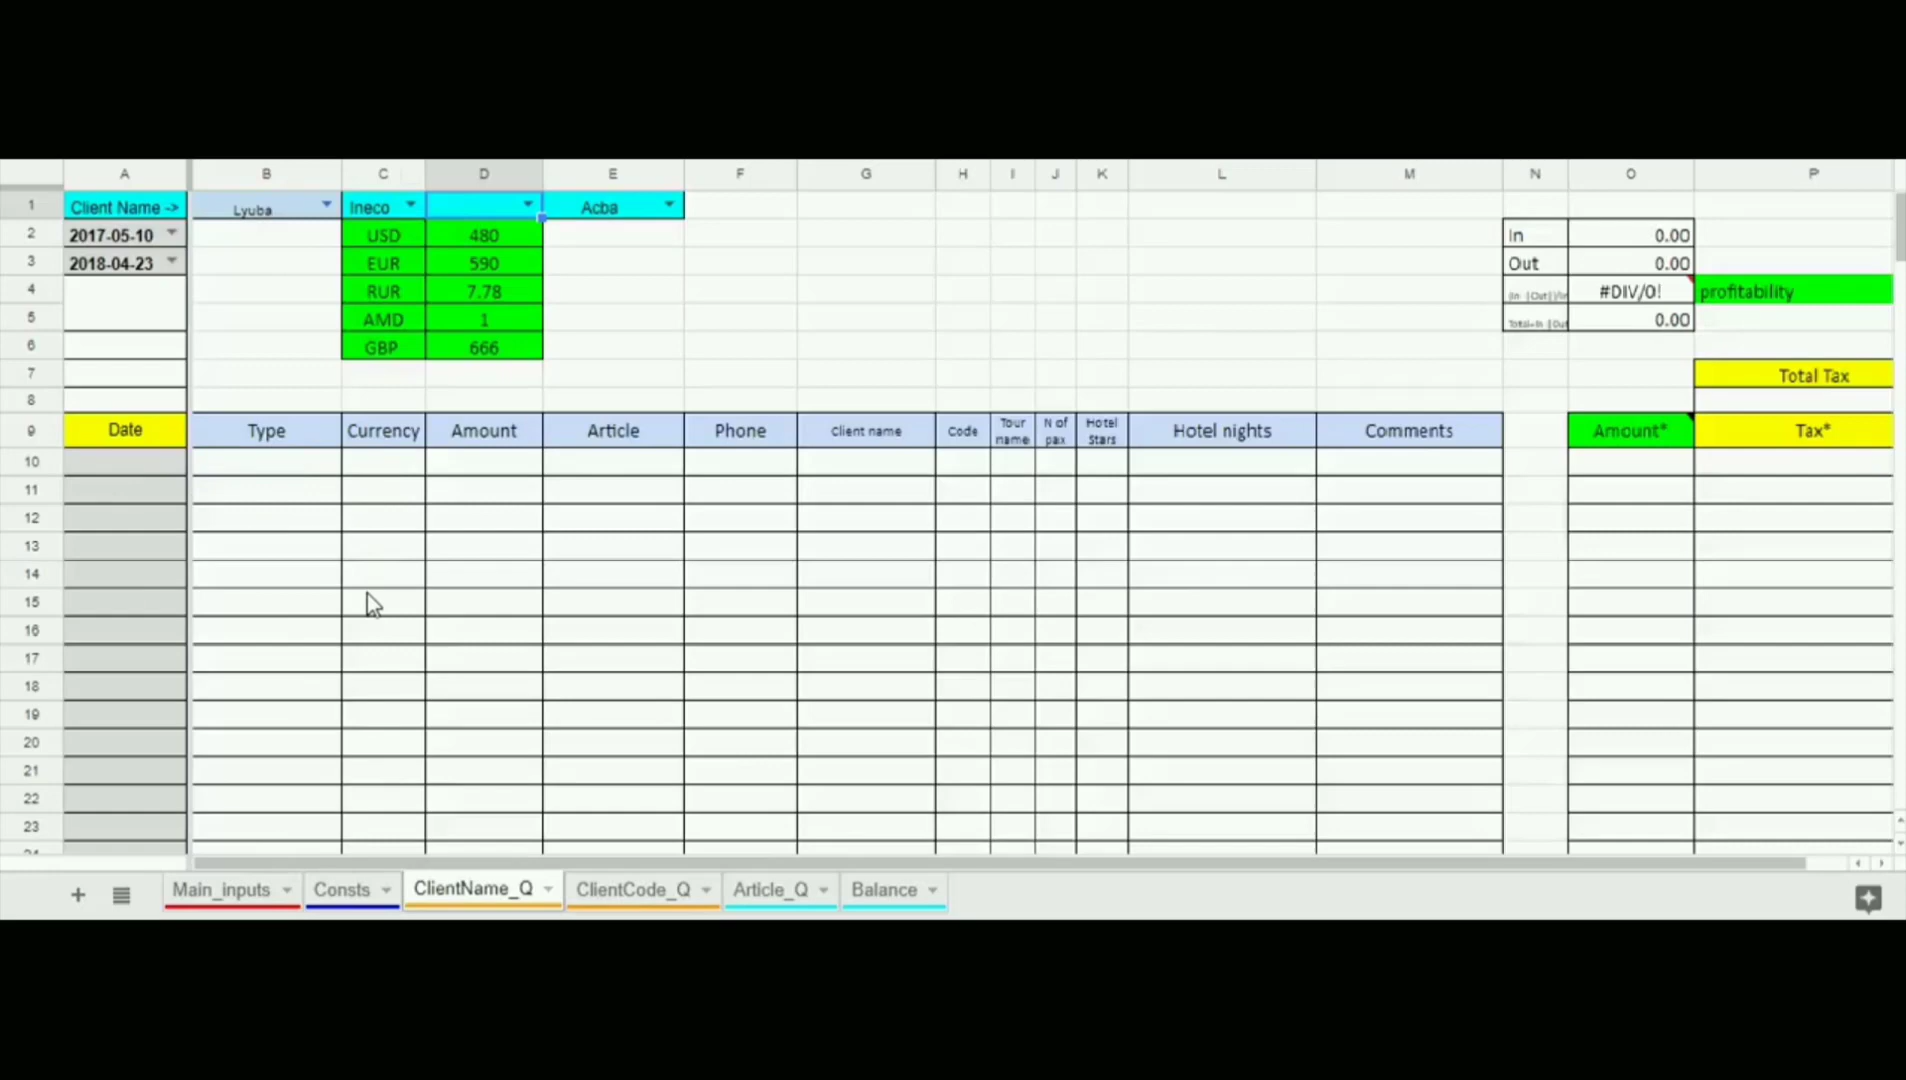 A B C D E F G H I J K L M N O P
1 Client Name -> Lyuba Ineco Acba
2 2017-05-10 USD 480 In 0.00
3 2018-04-23 EUR 590 Out 0.00
4 RUR 7.78 #DIV/0! profitability
5 AMD 1 0.00
6 GBP 666
7 Total Tax
8
9 Date Type Currency Amount Article Phone Client name Code Tour name N of pax Hotel Stars Hotel nights Comments Amount* Tax*
10
11
12
13
14
15
16
17
18
19
20
21
22
23
+ Main_inputs Consts ClientName_Q ClientCode_Q Article_Q Balance